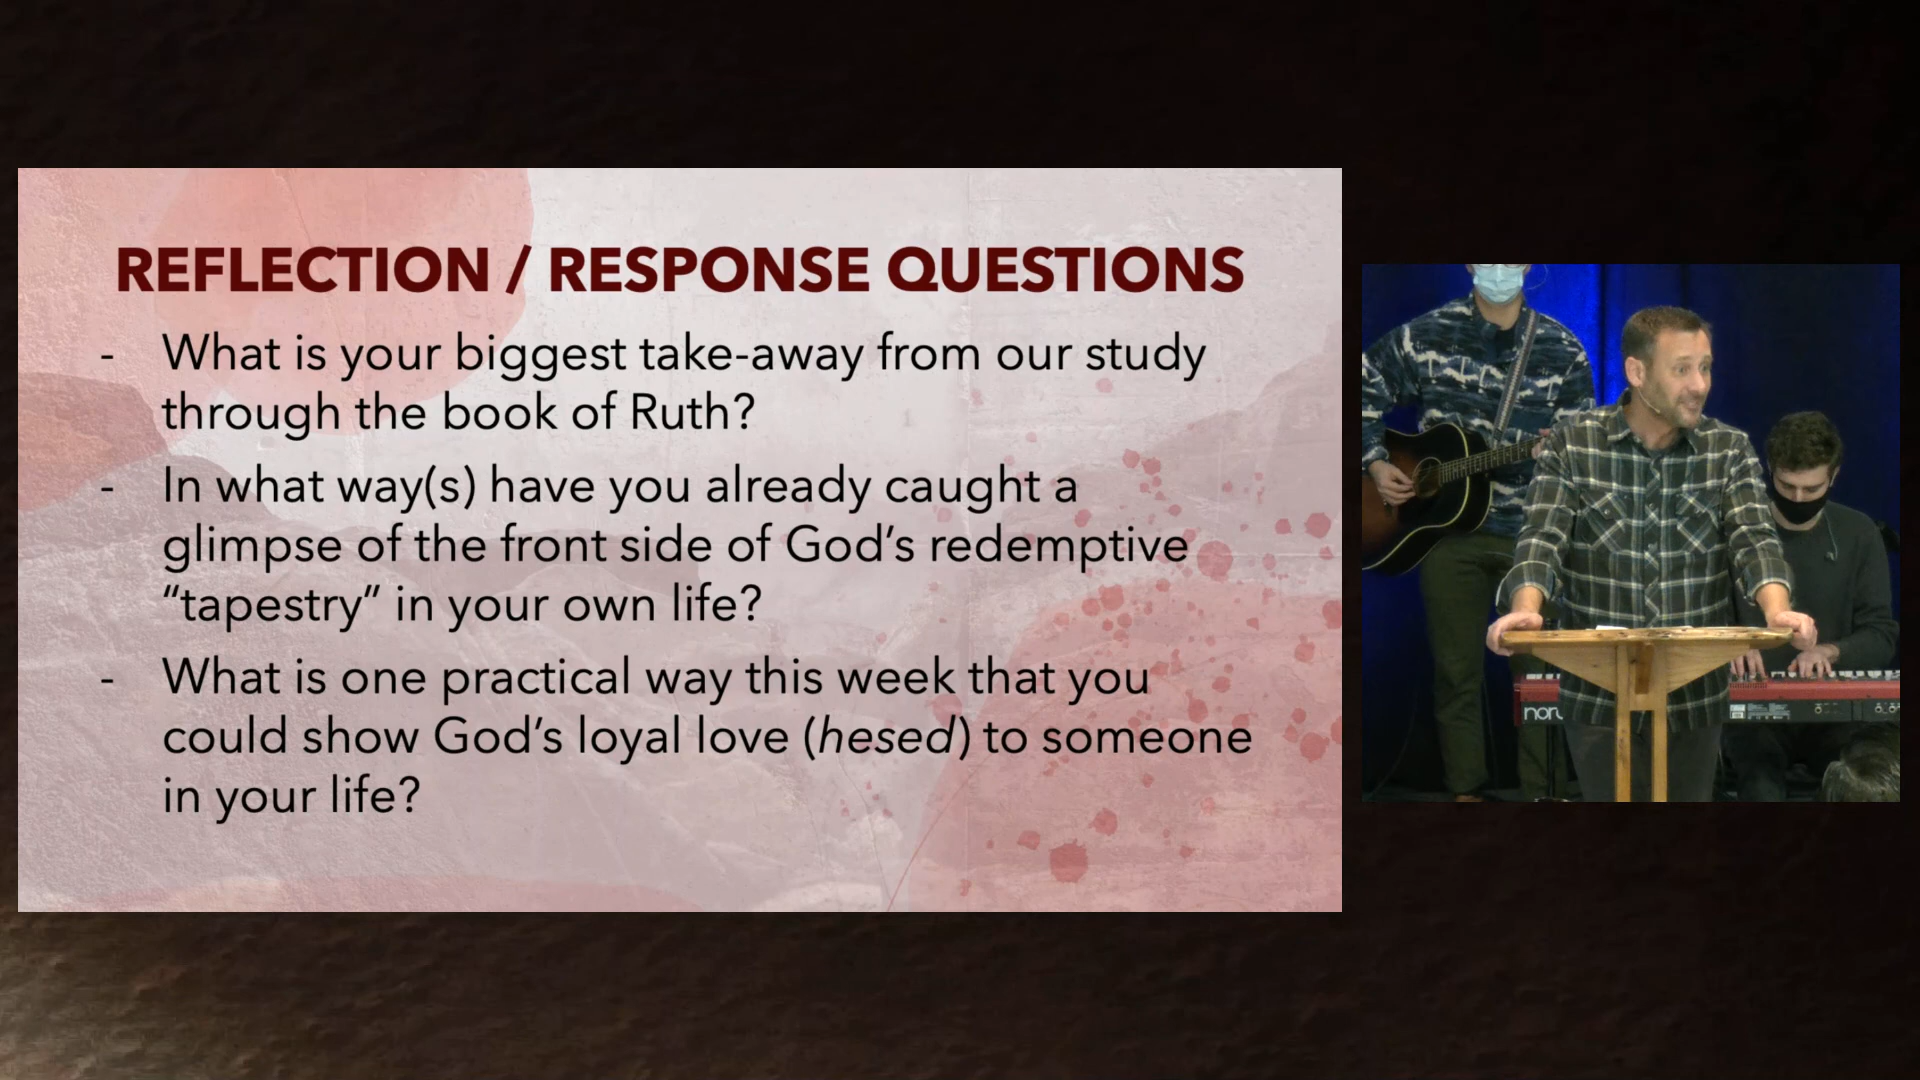 REFLECTION / RESPONSE QUESTIONS
- What is your biggest take-away from our study
through the book of Ruth?
- In what way(s) have you already caught a
glimpse of the front side of God’s redemptive
“tapestry” in your own life?
- What is one practical way this week that you
could show God’s loyal love (hesed) to someone
in your life?
nord